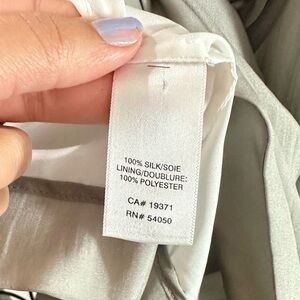 100% SILK/SOIE
LINING/DOUBLURE:
100% POLYESTER
CA# 19371
RN# 54050